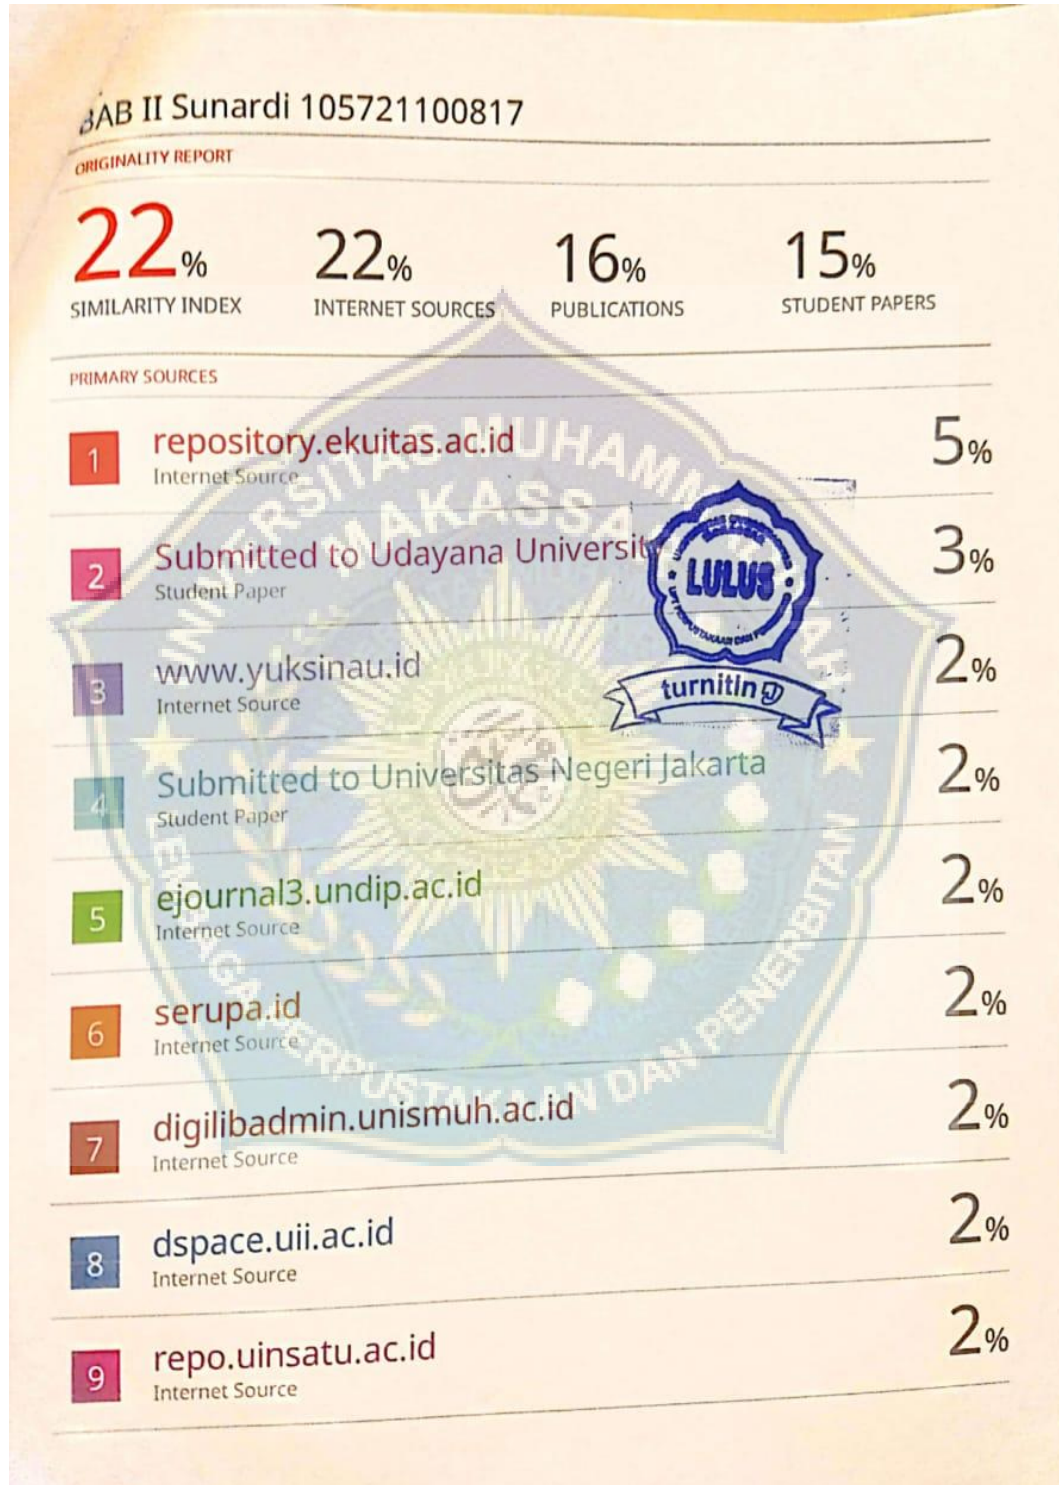 BAB II Sunardi 105721100817
ORIGINALITY REPORT
22% 22% 16% 15%
SIMILARITY INDEX INTERNET SOURCES PUBLICATIONS STUDENT PAPERS
PRIMARY SOURCES
1 repository.ekuitas.ac.id 5%
Internet Source
2 Submitted to Udayana Universit 3%
Student Paper
3 www.yuksinau.id 2%
Internet Source
4 Submitted to Universitas Negeri Jakarta 2%
Student Paper
5 ejournal3.undip.ac.id 2%
Internet Source
6 serupa.id 2%
Internet Source
7 digilibadmin.unismuh.ac.id 2%
Internet Source
8 dspace.uii.ac.id 2%
Internet Source
9 repo.uinsatu.ac.id 2%
Internet Source
LULUS
turnitin
MAKASSA
PERPUSTAKAAN DAN PENERBITAN